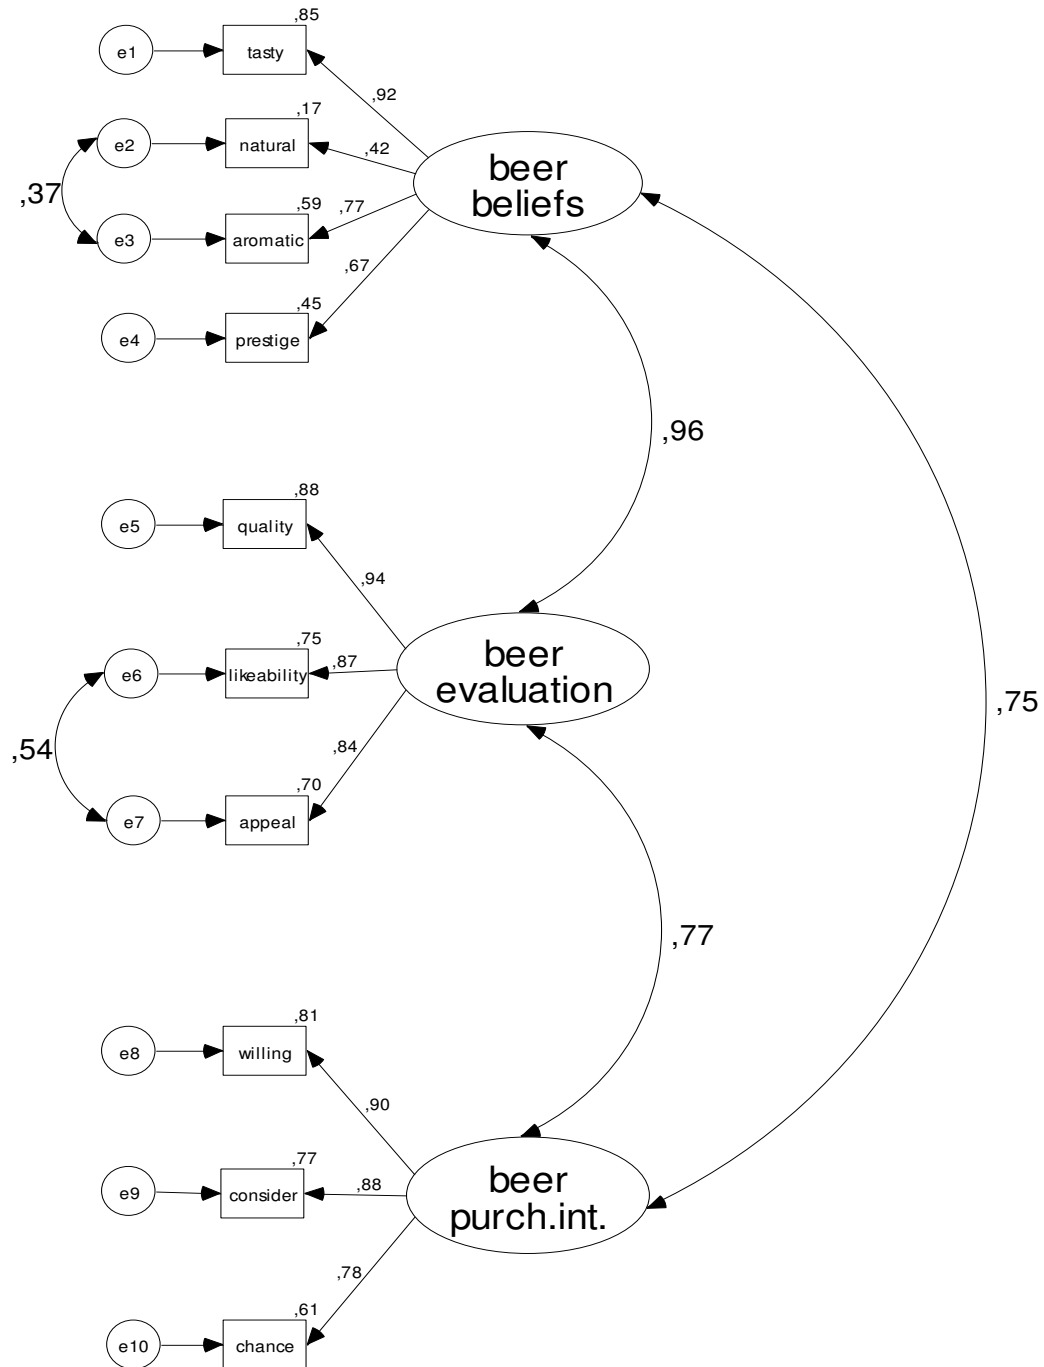 ,85
e1
tasty
,92
,17
e2
natural
,42
beer
beliefs
,37
,59
,77
e3
aromatic
,67
,45
e4
prestige
,96
,88
e5
quality
,94
,75
e6
likeability
,87
beer
evaluation
,75
,54
,84
,70
e7
appeal
,77
,81
e8
willing
,90
,77
e9
consider
,88
beer
purch.int.
,78
,61
e10
chance